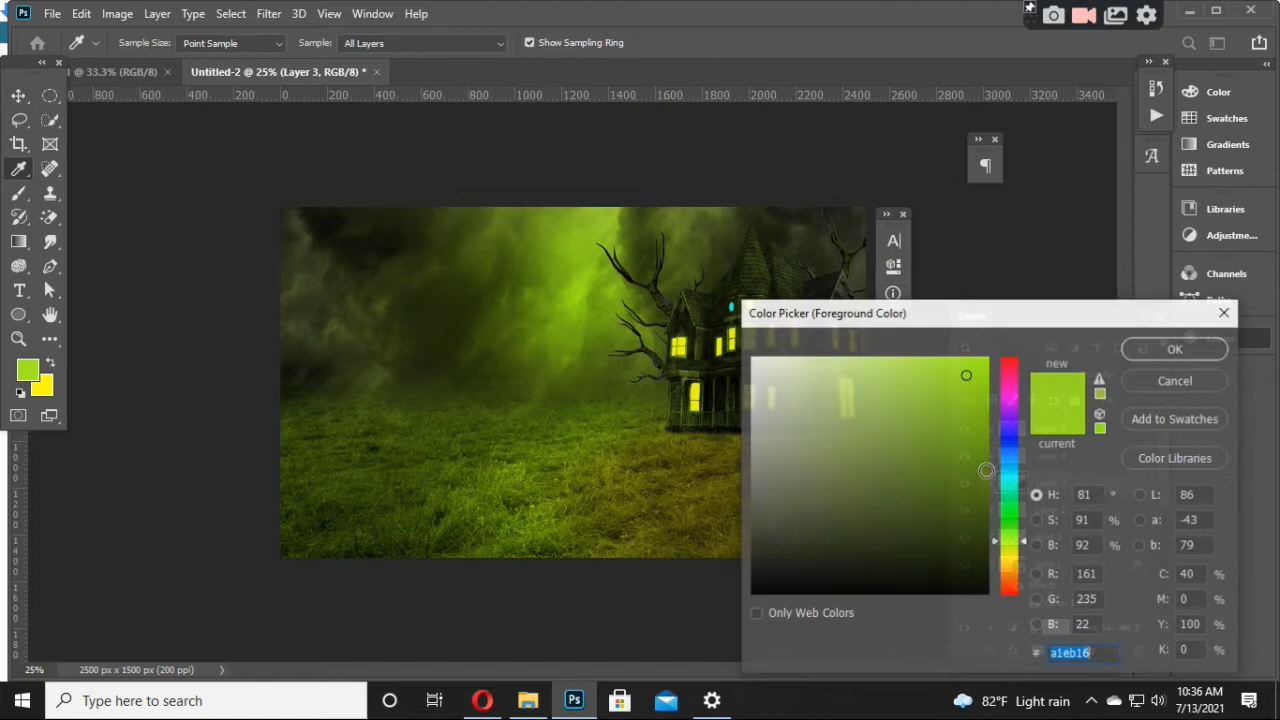 Ps File Edit Image Layer Type Select Filter 3D View Window Help
Sample Size: Point Sample Sample: All Layers Show Sampling Ring
@ 33.3% (RGB/8) × Untitled-2 @ 25% (Layer 3, RGB/8) * ×
800 600 400 200 0 200 400 600 800 1000 1200 1400 1600 1800 2000 2200 2400 2600 2800 3000 3200 3400
Color
Swatches
Gradients
Patterns
Libraries
Adjustme...
Channels
Color Picker (Foreground Color)
OK
new
Cancel
Add to Swatches
current
Color Libraries
H: 81 ° L: 86
S: 91 % a: -43
B: 92 % b: 79
R: 161 C: 40 %
G: 235 M: 0 %
B: 22 Y: 100 %
# a1eb16 K: 0 %
Only Web Colors
25% 2500 px x 1500 px (200 ppi)
Type here to search
Ps
82°F Light rain
10:36 AM
7/13/2021